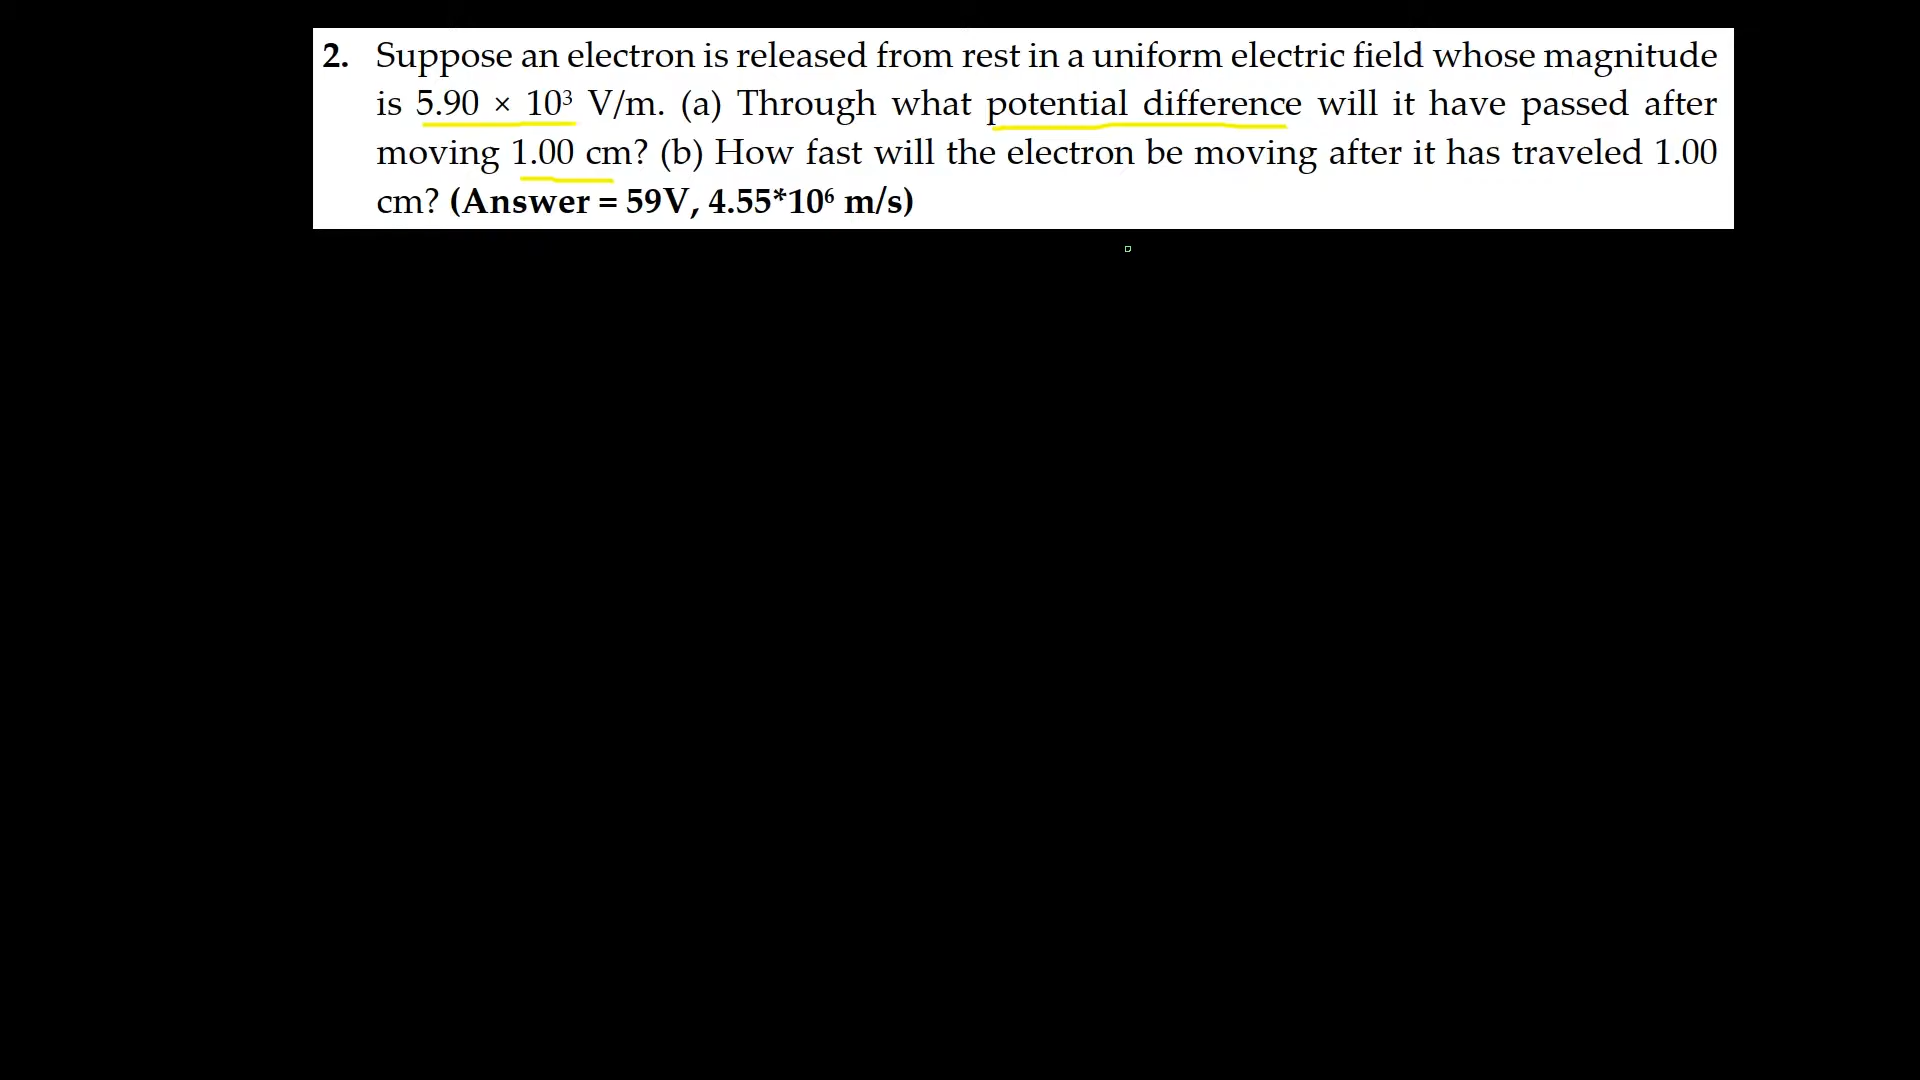 2. Suppose an electron is released from rest in a uniform electric field whose magnitude
is 5.90 × 10³ V/m. (a) Through what potential difference will it have passed after
moving 1.00 cm? (b) How fast will the electron be moving after it has traveled 1.00
cm? (Answer = 59V, 4.55*10⁶ m/s)